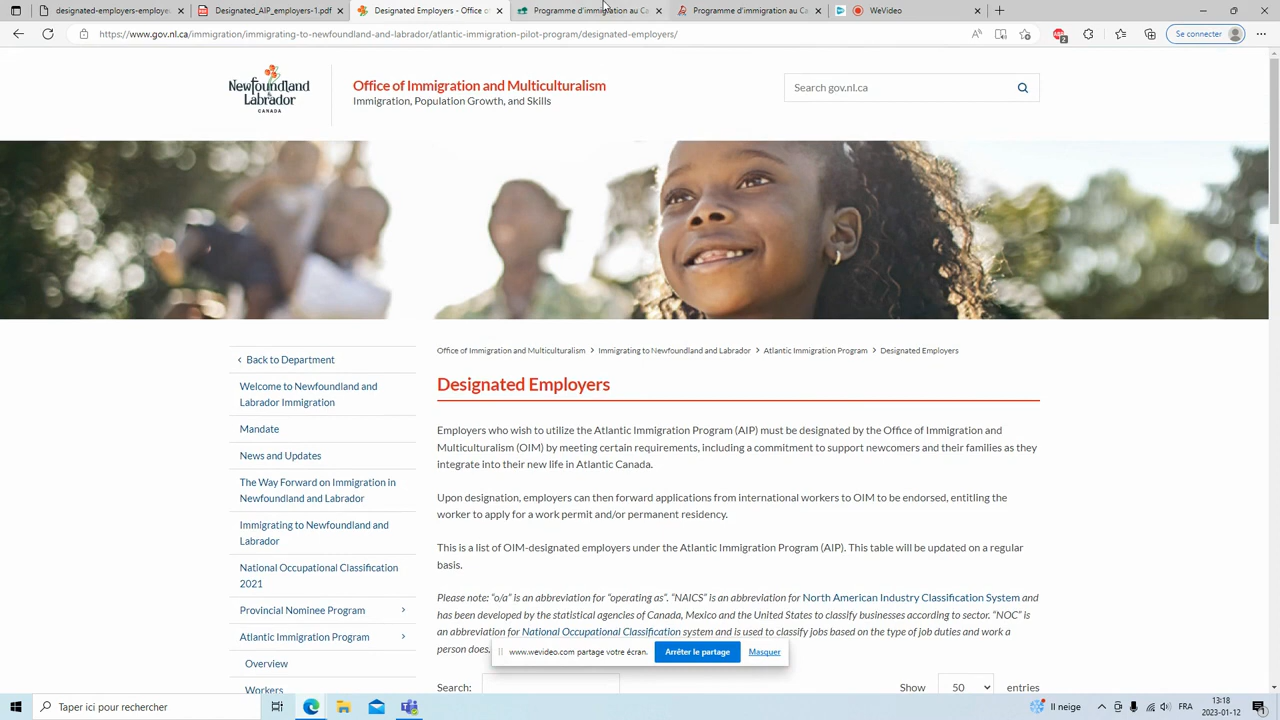 designated-employers-employe
Designated_AIP_employers-1.pdf
Designated Employers - Office o
Programme d'immigration au Ca
Programme d'immigration au Ca
WeVideo
https://www.gov.nl.ca/immigration/immigrating-to-newfoundland-and-labrador/atlantic-immigration-pilot-program/designated-employers/
2
Se connecter
Newfoundland
Labrador
CANADA
Office of Immigration and Multiculturalism
Immigration, Population Growth, and Skills
Search gov.nl.ca
Back to Department
Welcome to Newfoundland and
Labrador Immigration
Mandate
News and Updates
The Way Forward on Immigration in
Newfoundland and Labrador
Immigrating to Newfoundland and
Labrador
National Occupational Classification
2021
Provincial Nominee Program
Atlantic Immigration Program
Overview
Workers
Office of Immigration and Multiculturalism > Immigrating to Newfoundland and Labrador > Atlantic Immigration Program > Designated Employers
Designated Employers
Employers who wish to utilize the Atlantic Immigration Program (AIP) must be designated by the Office of Immigration and
Multiculturalism (OIM) by meeting certain requirements, including a commitment to support newcomers and their families as they
integrate into their new life in Atlantic Canada.
Upon designation, employers can then forward applications from international workers to OIM to be endorsed, entitling the
worker to apply for a work permit and/or permanent residency.
This is a list of OIM-designated employers under the Atlantic Immigration Program (AIP). This table will be updated on a regular
basis.
Please note: “o/a” is an abbreviation for “operating as”. “NAICS” is an abbreviation for North American Industry Classification System and
has been developed by the statistical agencies of Canada, Mexico and the United States to classify businesses according to sector. “NOC” is
an abbreviation for National Occupational Classification system and is used to classify jobs based on the type of job duties and work a
person does.
www.wevideo.com partage votre écran.
Arrêter le partage
Masquer
Search:
Show 50 entries
Taper ici pour rechercher
Il neige
FRA
13:18
2023-01-12
1